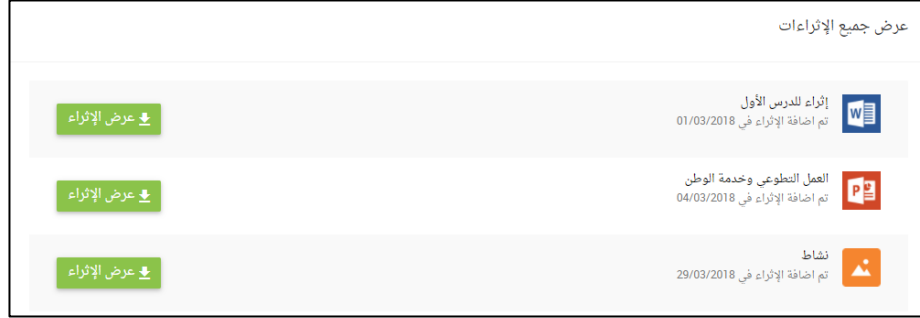 عرض جميع الإثراءات
إثراء للدرس الأول
تم اضافة الإثراء في 01/03/2018
عرض الإثراء
العمل التطوعي وخدمة الوطن
تم اضافة الإثراء في 04/03/2018
عرض الإثراء
نشاط
تم اضافة الإثراء في 29/03/2018
عرض الإثراء